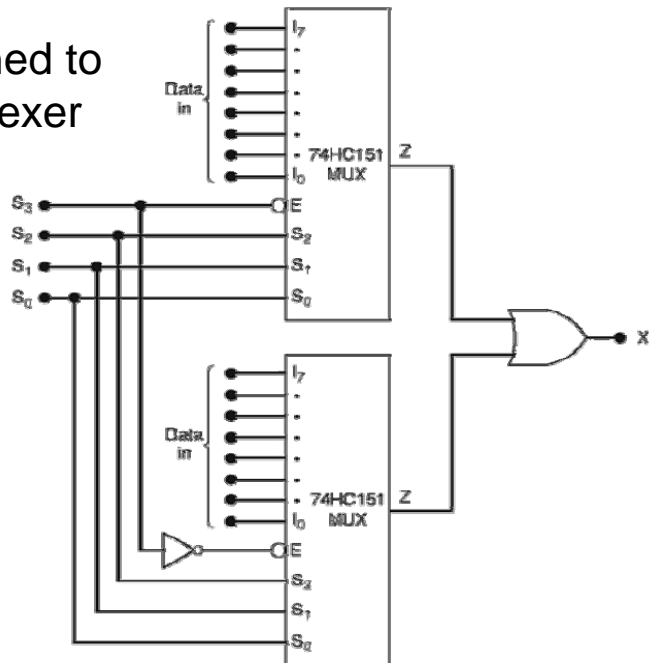 ned to
exer
I7
Data
in
74HC151
MUX
Z
I0
S3
E
S2
S2
S1
S1
S0
S0
X
I7
Data
in
74HC151
MUX
Z
I0
E
S2
S1
S0